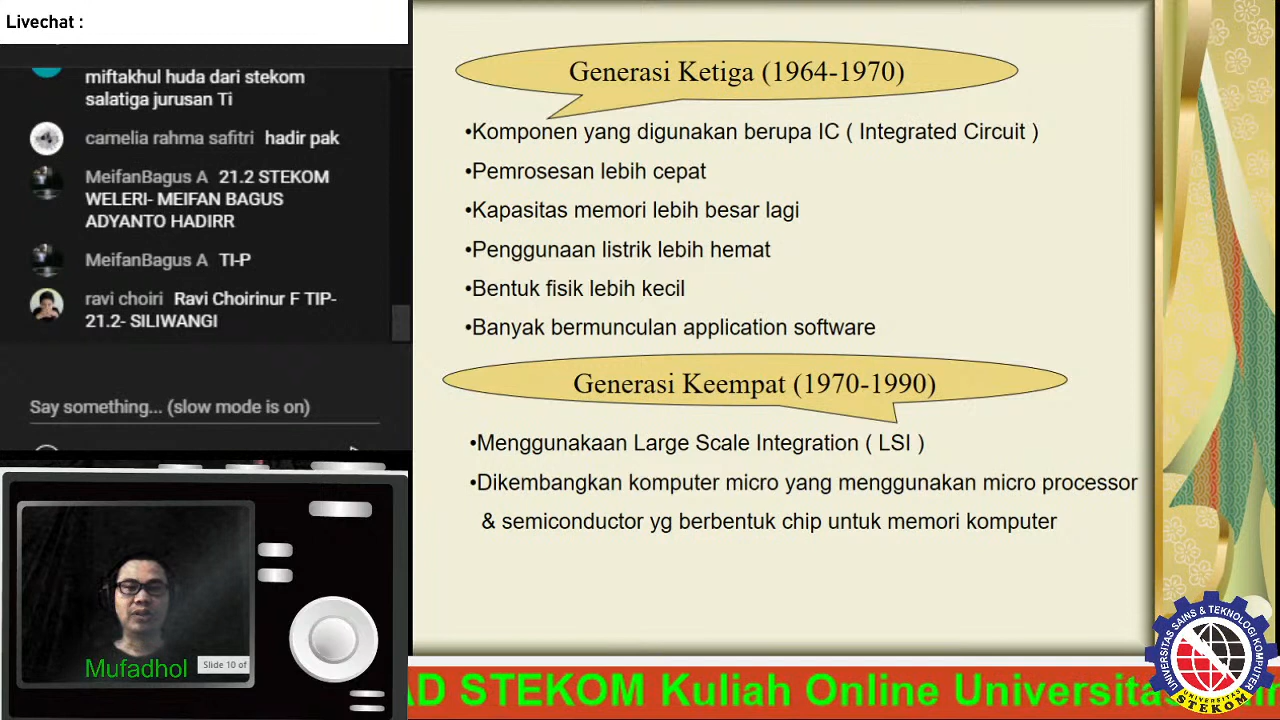 Livechat :
miftakhul huda dari stekom
salatiga jurusan Ti
camelia rahma safitri hadir pak
MeifanBagus A 21.2 STEKOM
WELERI- MEIFAN BAGUS
ADYANTO HADIRR
MeifanBagus A TI-P
ravi choiri Ravi Choirinur F TIP-
21.2- SILIWANGI
Say something... (slow mode is on)
Mufadhol
Slide 10 of
Generasi Ketiga (1964-1970)
•Komponen yang digunakan berupa IC ( Integrated Circuit )
•Pemrosesan lebih cepat
•Kapasitas memori lebih besar lagi
•Penggunaan listrik lebih hemat
•Bentuk fisik lebih kecil
•Banyak bermunculan application software
Generasi Keempat (1970-1990)
•Menggunakaan Large Scale Integration ( LSI )
•Dikembangkan komputer micro yang menggunakan micro processor
& semiconductor yg berbentuk chip untuk memori komputer
UNIVERSITAS SAINS & TEKNOLOGI KOMPUTER
UNIVERSITAS
STEKOM
AD STEKOM Kuliah Online Universita